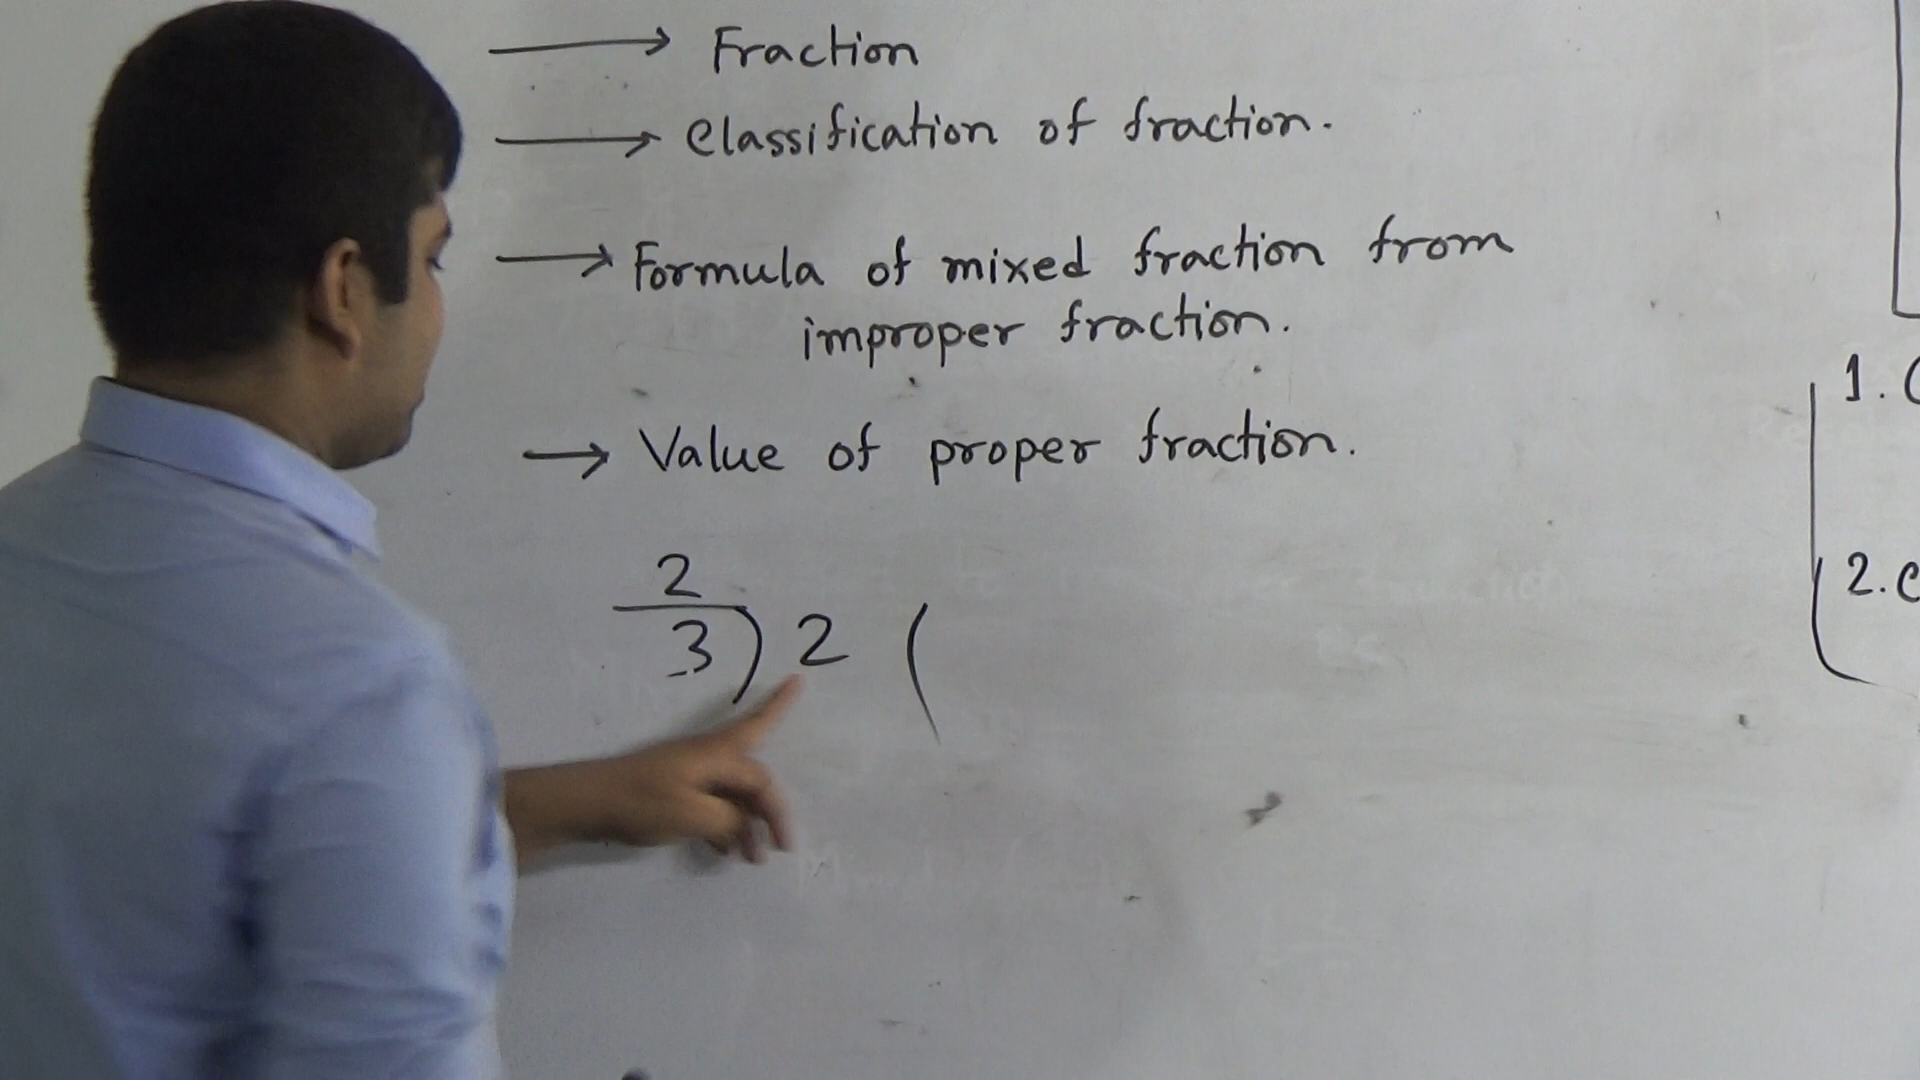 → Fraction
→ Classification of fraction.
→ Formula of mixed fraction from
improper fraction.
→ Value of proper fraction.
2
3 ) 2 (
1. C
2. C